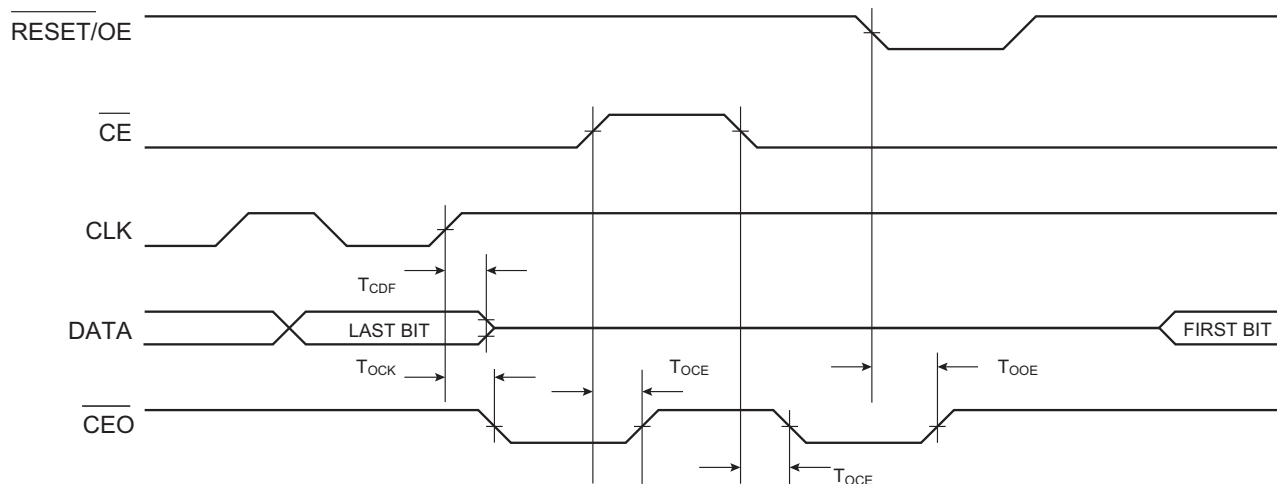 RESET/OE
CE
CLK
TCDF
DATA
LAST BIT
FIRST BIT
TOCK
TOCE
TOOE
CEO
TOCE